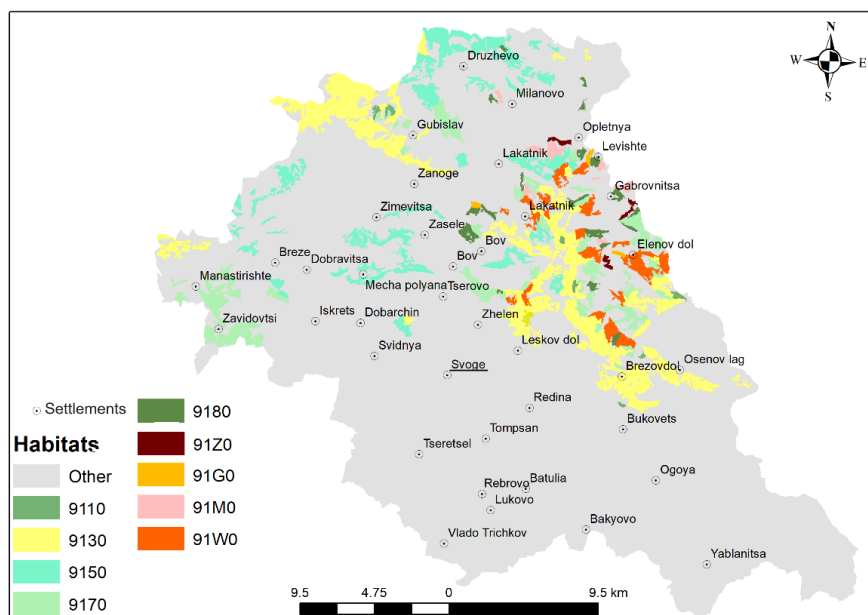 N
W E
S
Druzhevo
Milanovo
Gubislav
Opletnya
Levishte
Lakatnik
Zanoge
Gabrovnitsa
Zimevitsa
Lakatnik
Zasele
Bov
Elenov dol
Breze
Dobravitsa
Bov
Manastirishte
Mecha polyana
Tserovo
Zavidovtsi
Iskrets
Dobarchin
Zhelen
Svidnya
Leskov dol
Svoge
Brezovdol
Osenov lag
Redina
Bukovets
Tompsan
Tseretsel
Rebrovo
Batulia
Ogoya
Lukovo
Bakyovo
Vlado Trichkov
Yablanitsa
Settlements
Habitats
Other
9110
9130
9150
9170
9180
91Z0
91G0
91M0
91W0
9.5 4.75 0 9.5 km